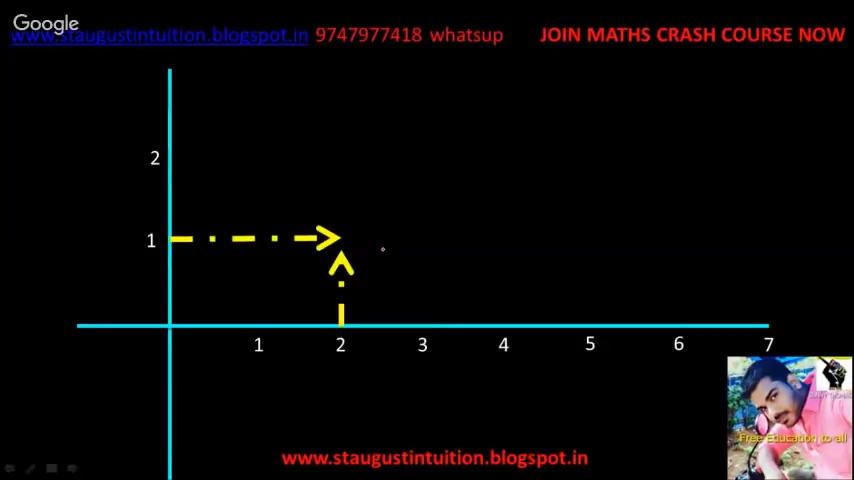 Google
www.staugustintuition.blogspot.in 9747977418 whatsup JOIN MATHS CRASH COURSE NOW
2
1
1 2 3 4 5 6 7
Free Education to all
www.staugustintuition.blogspot.in